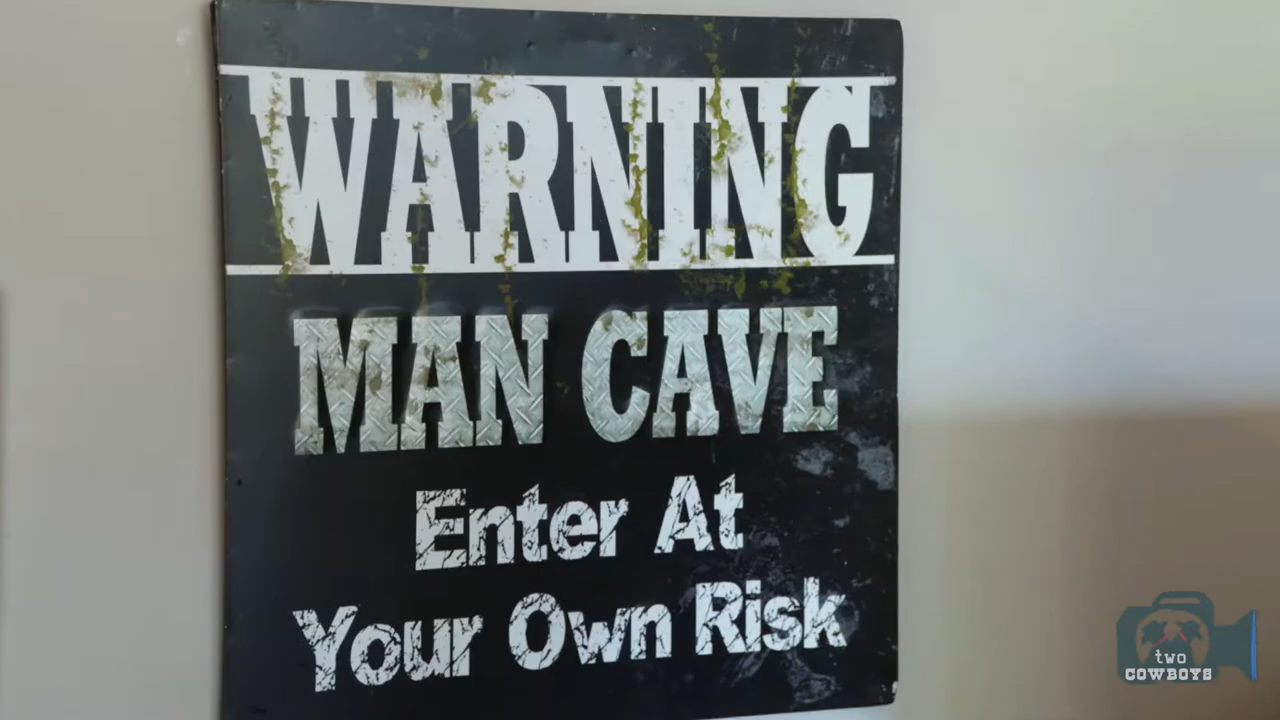 WARNING
MAN CAVE
Enter At
Your Own Risk
two
COWBOYS